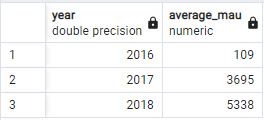 year average_mau
double precision numeric
1 2016 109
2 2017 3695
3 2018 5338